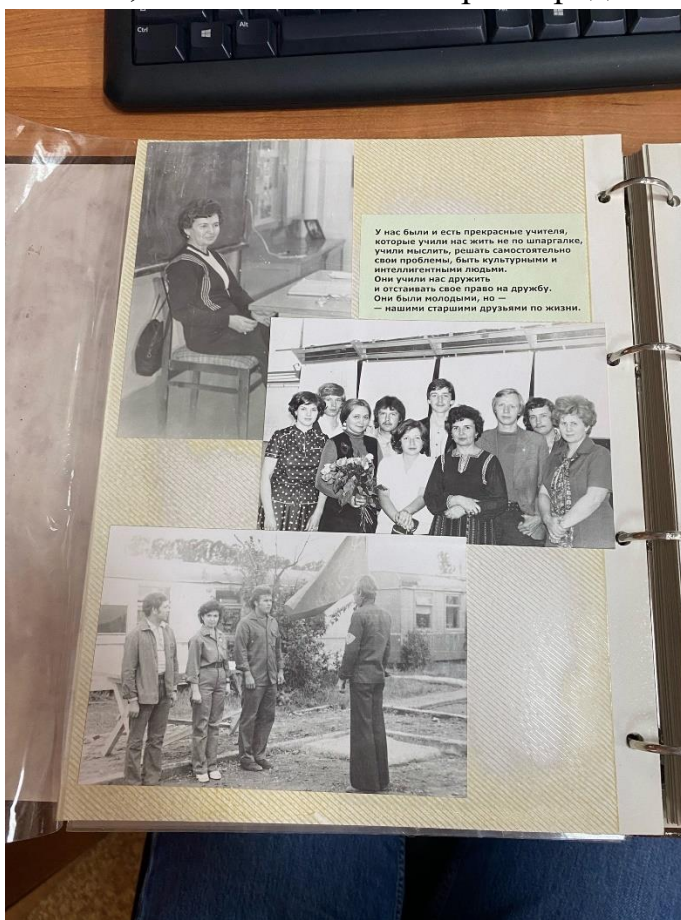 Ctrl
Alt
У нас были и есть прекрасные учителя,
которые учили нас жить не по шпаргалке,
учили мыслить, решать самостоятельно
свои проблемы, быть культурными и
интеллигентными людьми.
Они учили нас дружить
и отстаивать свое право на дружбу.
Они были молодыми, но —
— нашими старшими друзьями по жизни.